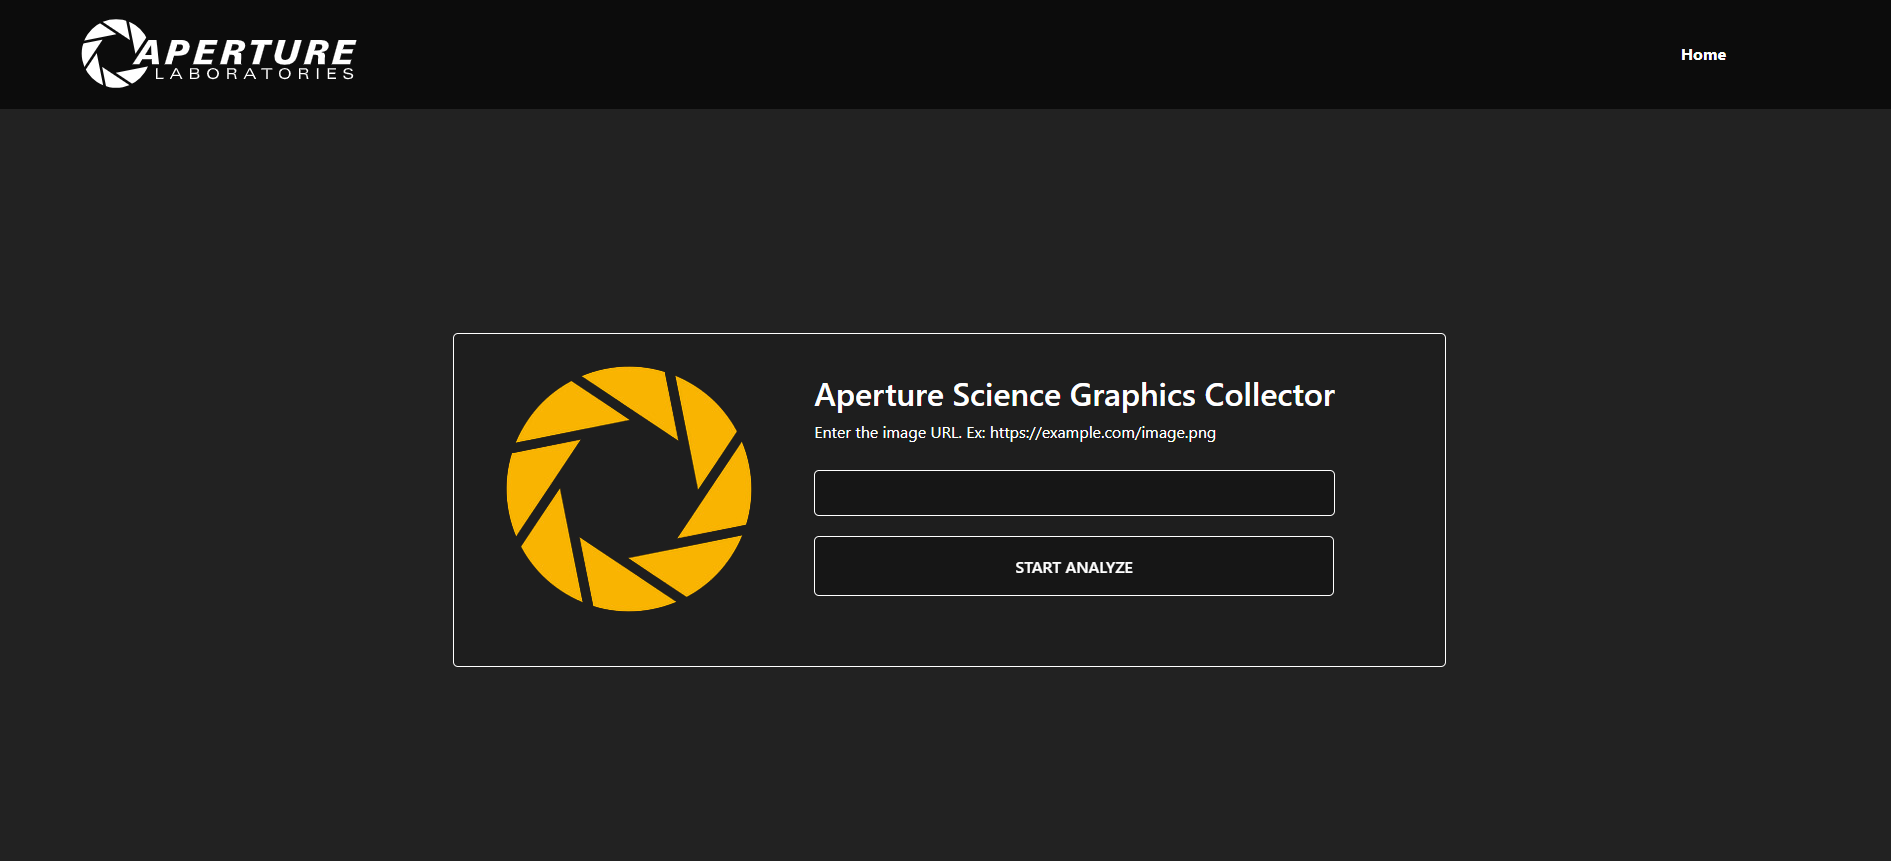 APERTURE
LABORATORIES
Home
Aperture Science Graphics Collector
Enter the image URL. Ex: https://example.com/image.png
START ANALYZE